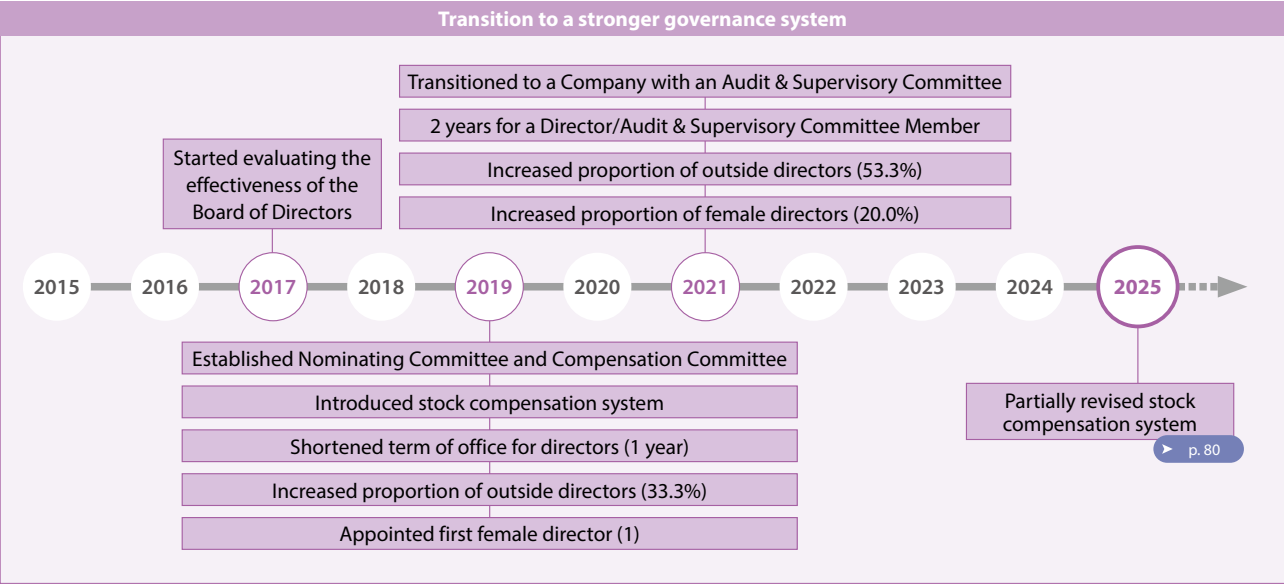 Transition to a stronger governance system
Transitioned to a Company with an Audit & Supervisory Committee
2 years for a Director/Audit & Supervisory Committee Member
Increased proportion of outside directors (53.3%)
Increased proportion of female directors (20.0%)
Started evaluating the
effectiveness of the
Board of Directors
2015
2016
2017
2018
2019
2020
2021
2022
2023
2024
2025
Established Nominating Committee and Compensation Committee
Introduced stock compensation system
Shortened term of office for directors (1 year)
Increased proportion of outside directors (33.3%)
Appointed first female director (1)
Partially revised stock
compensation system
➤ p. 80